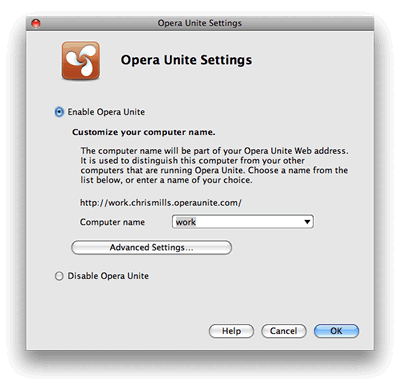 Opera Unite Settings
Opera Unite Settings
Enable Opera Unite
Customize your computer name.
The computer name will be part of your Opera Unite Web address.
It is used to distinguish this computer from your other
computers that are running Opera Unite. Choose a name from the
list below, or enter a name of your choice.
http://work.chrismills.operaunite.com/
Computer name work
Advanced Settings...
Disable Opera Unite
Help Cancel OK